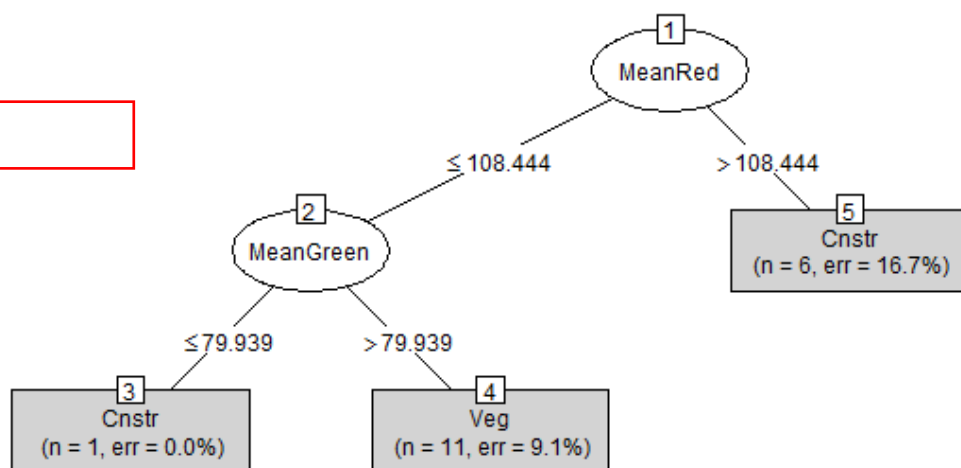 1
MeanRed
≤ 108.444
> 108.444
2
MeanGreen
5
Cnstr
(n = 6, err = 16.7%)
≤ 79.939
> 79.939
3
Cnstr
(n = 1, err = 0.0%)
4
Veg
(n = 11, err = 9.1%)